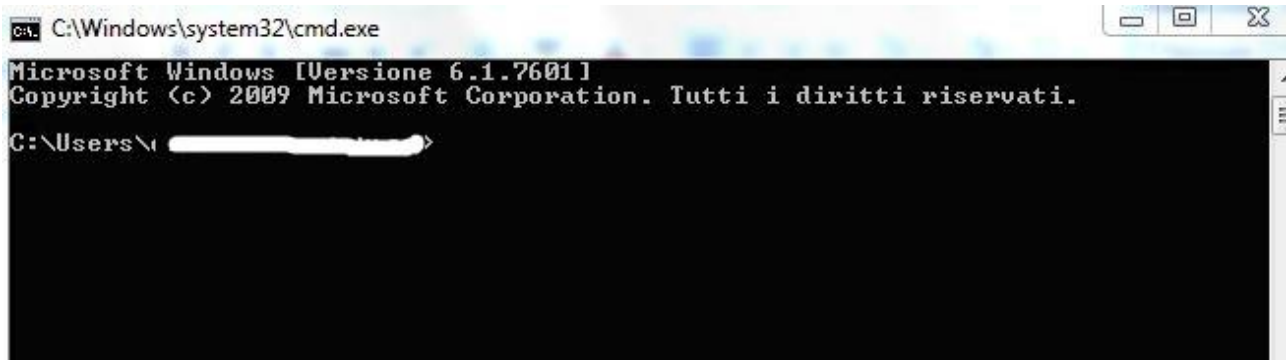 C:\Windows\system32\cmd.exe
Microsoft Windows [Versione 6.1.7601]
Copyright (c) 2009 Microsoft Corporation. Tutti i diritti riservati.
C:\Users\ >